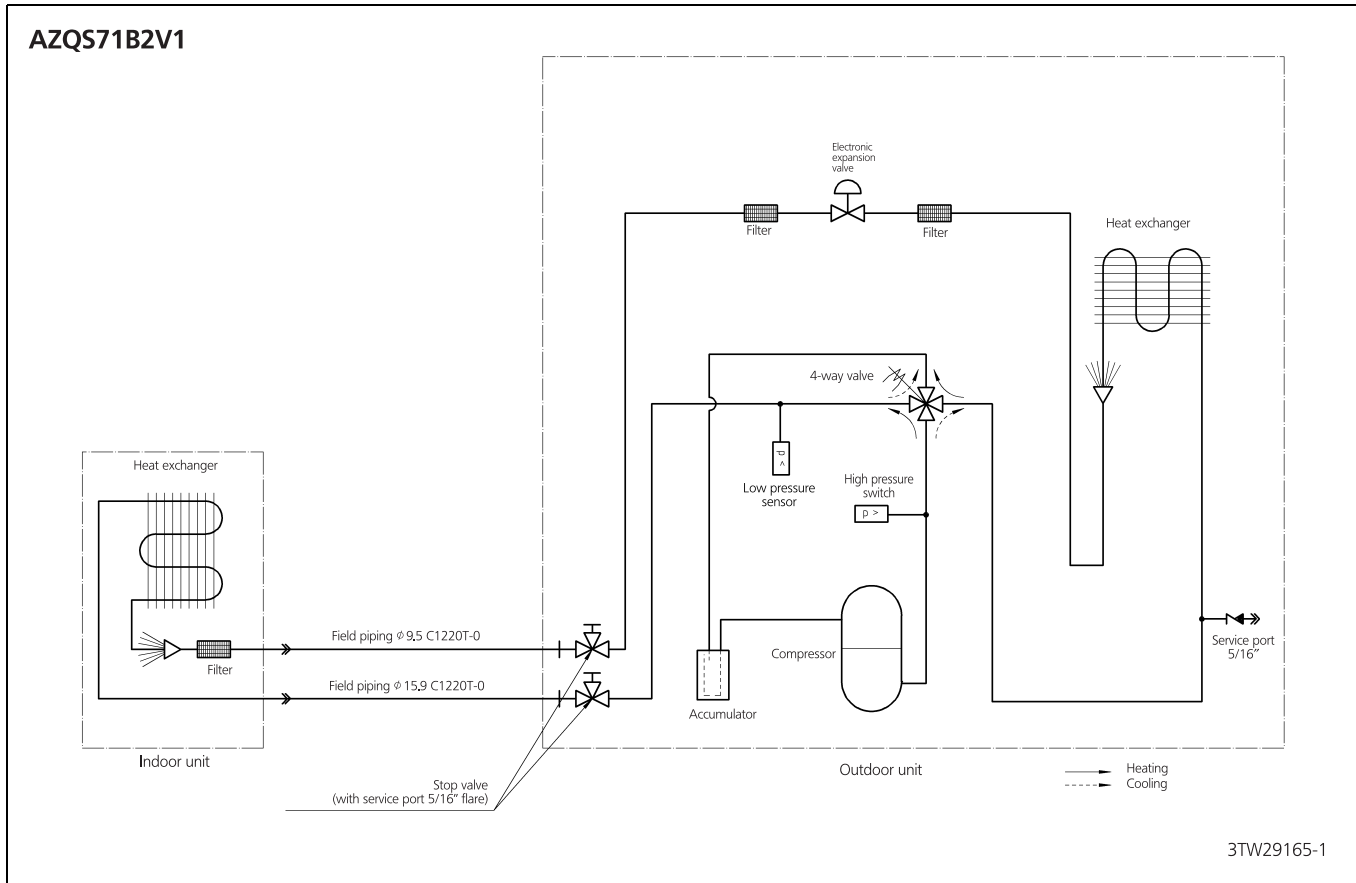 AZQS71B2V1
Electronic
expansion
valve
Filter
Filter
Heat exchanger
4-way valve
Heat exchanger
p <
Low pressure
sensor
High pressure
switch
p >
Field piping ϕ 9.5 C1220T-0
Filter
Compressor
Service port
5/16″
Field piping ϕ 15.9 C1220T-0
Accumulator
Indoor unit
Outdoor unit
Heating
Cooling
Stop valve
(with service port 5/16″ flare)
3TW29165-1